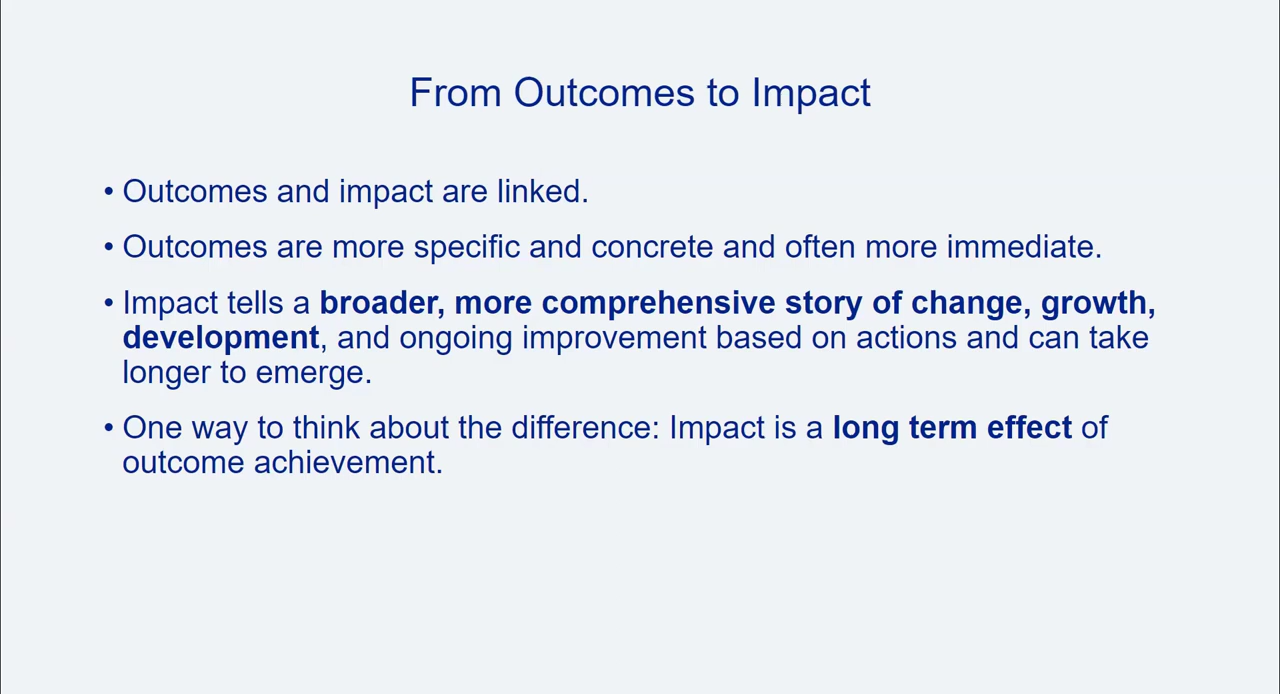 From Outcomes to Impact
• Outcomes and impact are linked.
• Outcomes are more specific and concrete and often more immediate.
• Impact tells a broader, more comprehensive story of change, growth,
development, and ongoing improvement based on actions and can take
longer to emerge.
• One way to think about the difference: Impact is a long term effect of
outcome achievement.